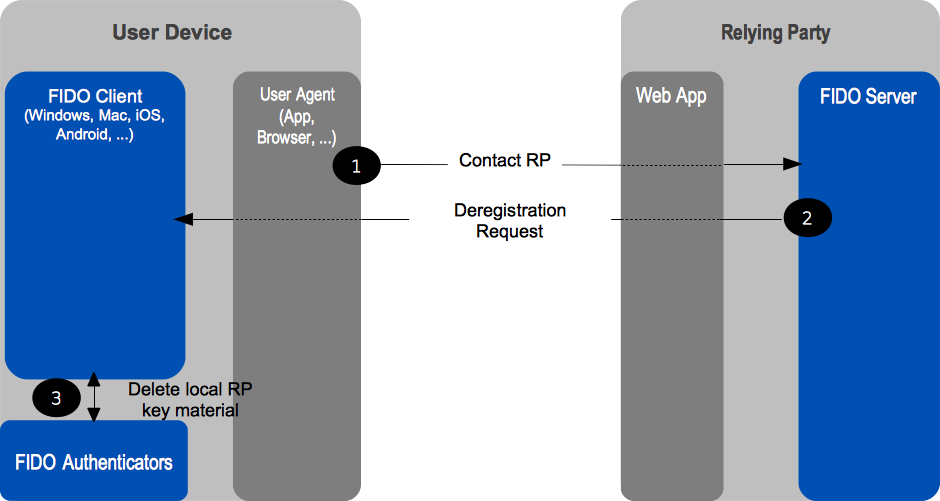 User Device
Relying Party
FIDO Client
(Windows, Mac, iOS,
Android, ...)
User Agent
(App,
Browser, ...)
Web App
FIDO Server
1
Contact RP
Deregistration
Request
2
3
Delete local RP
key material
FIDO Authenticators